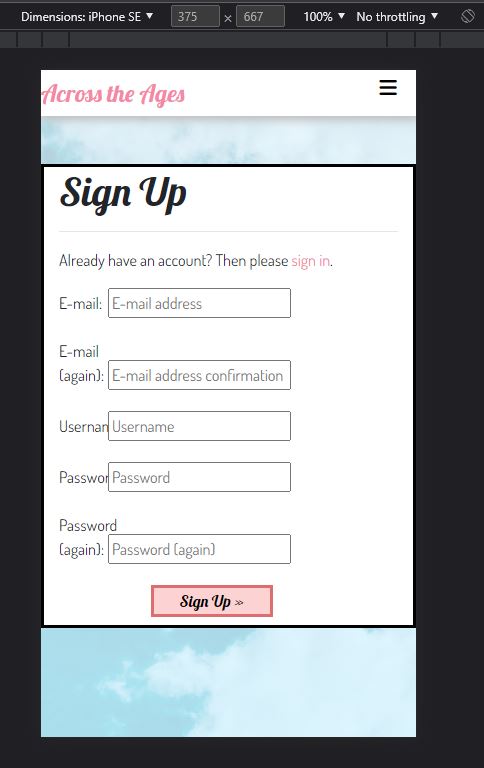 Dimensions: iPhone SE ▼ 375 × 667 100% ▼ No throttling ▼
Across the Ages
Sign Up
Already have an account? Then please sign in.
E-mail: E-mail address
E-mail
(again): E-mail address confirmation
Usernam Username
Passwor Password
Password
(again): Password (again)
Sign Up »